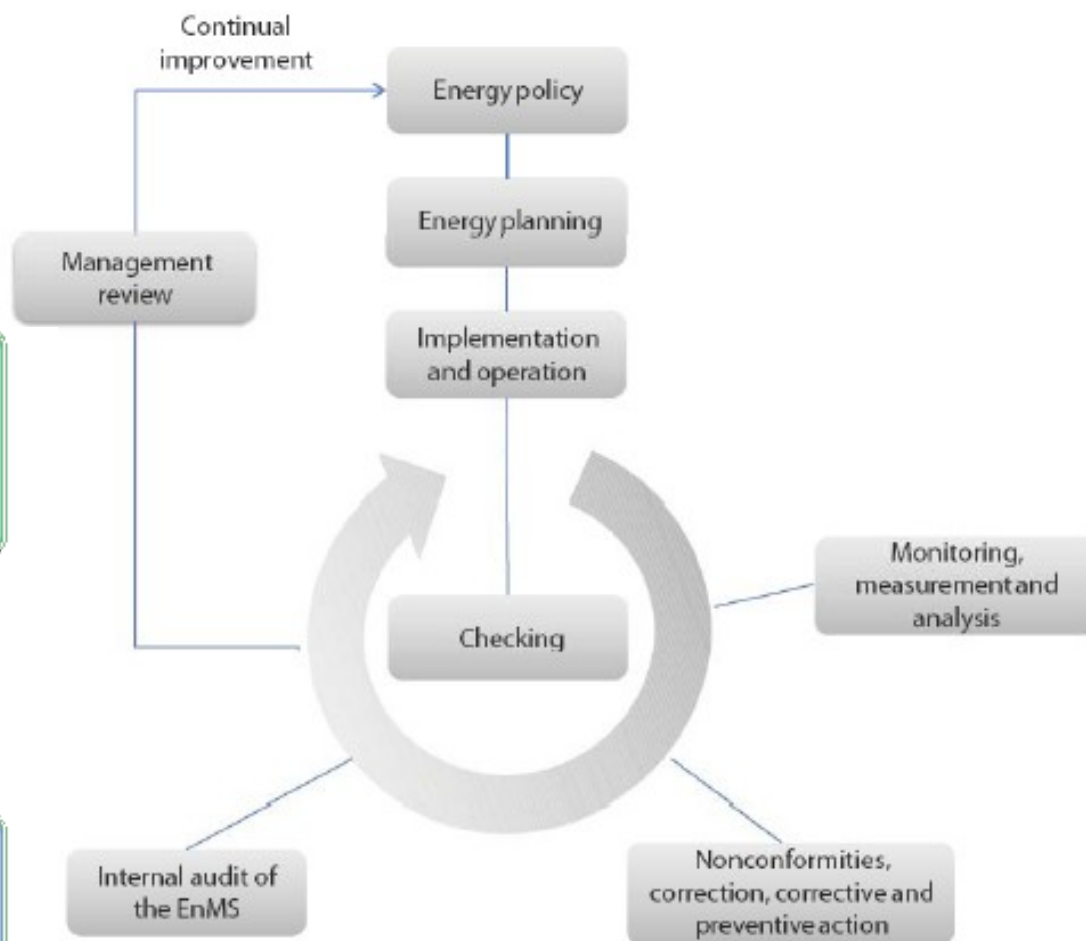 Continual
improvement
Energy policy
Energy planning
Management
review
Implementation
and operation
Monitoring,
measurement and
analysis
Checking
Internal audit of
the EnMS
Nonconformities,
correction, corrective and
preventive action